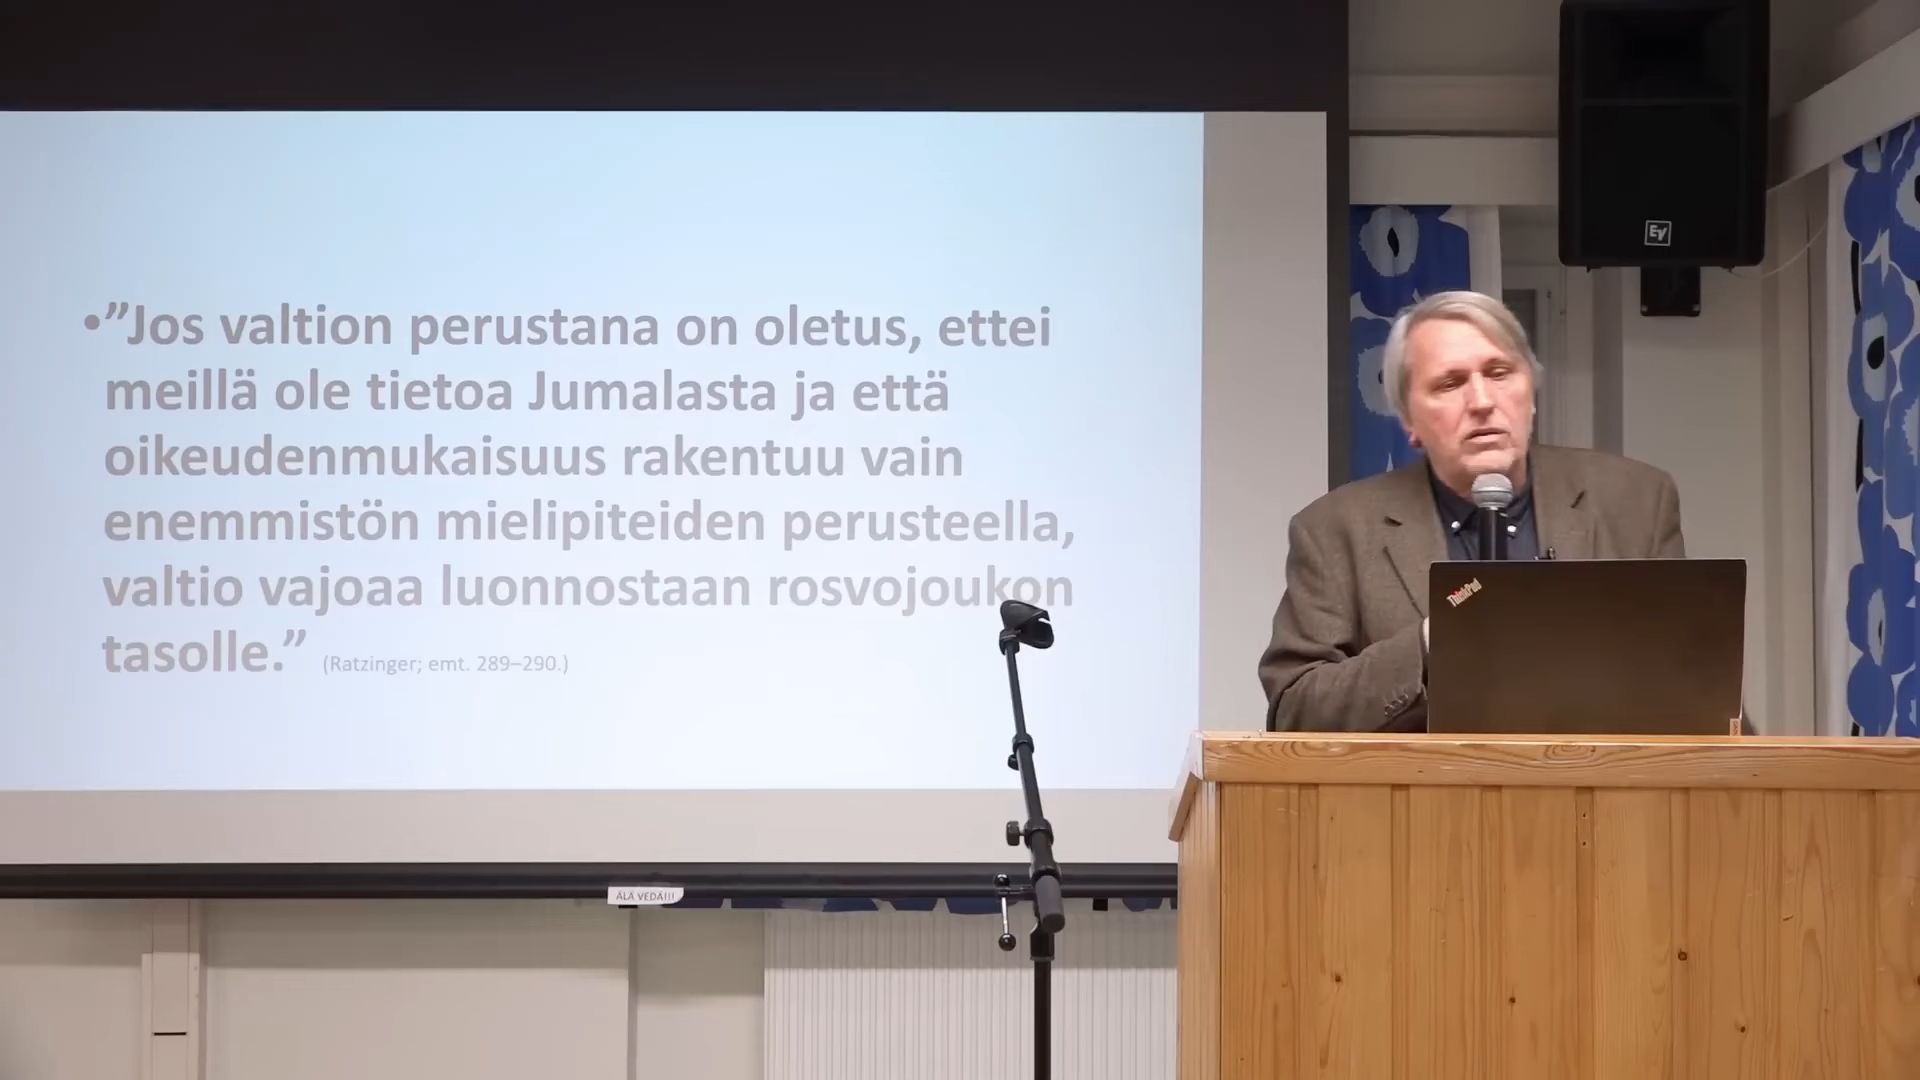 •”Jos valtion perustana on oletus, ettei
meillä ole tietoa Jumalasta ja että
oikeudenmukaisuus rakentuu vain
enemmistön mielipiteiden perusteella,
valtio vajoaa luonnostaan rosvojoukon
tasolle.” (Ratzinger; emt. 289–290.)
EV
ThinkPad
ÄLÄ VEDÄ!!!